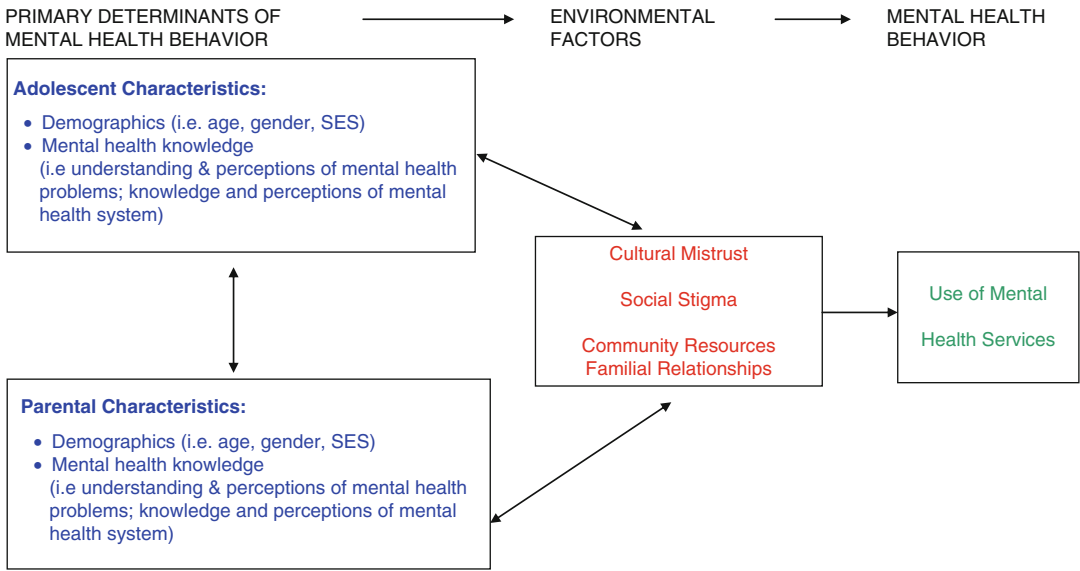 PRIMARY DETERMINANTS OF
MENTAL HEALTH BEHAVIOR
ENVIRONMENTAL
FACTORS
MENTAL HEALTH
BEHAVIOR
Adolescent Characteristics:
• Demographics (i.e. age, gender, SES)
• Mental health knowledge
(i.e understanding & perceptions of mental health
problems; knowledge and perceptions of mental
health system)
Cultural Mistrust
Social Stigma
Community Resources
Familial Relationships
Use of Mental
Health Services
Parental Characteristics:
• Demographics (i.e. age, gender, SES)
• Mental health knowledge
(i.e understanding & perceptions of mental health
problems; knowledge and perceptions of mental
health system)